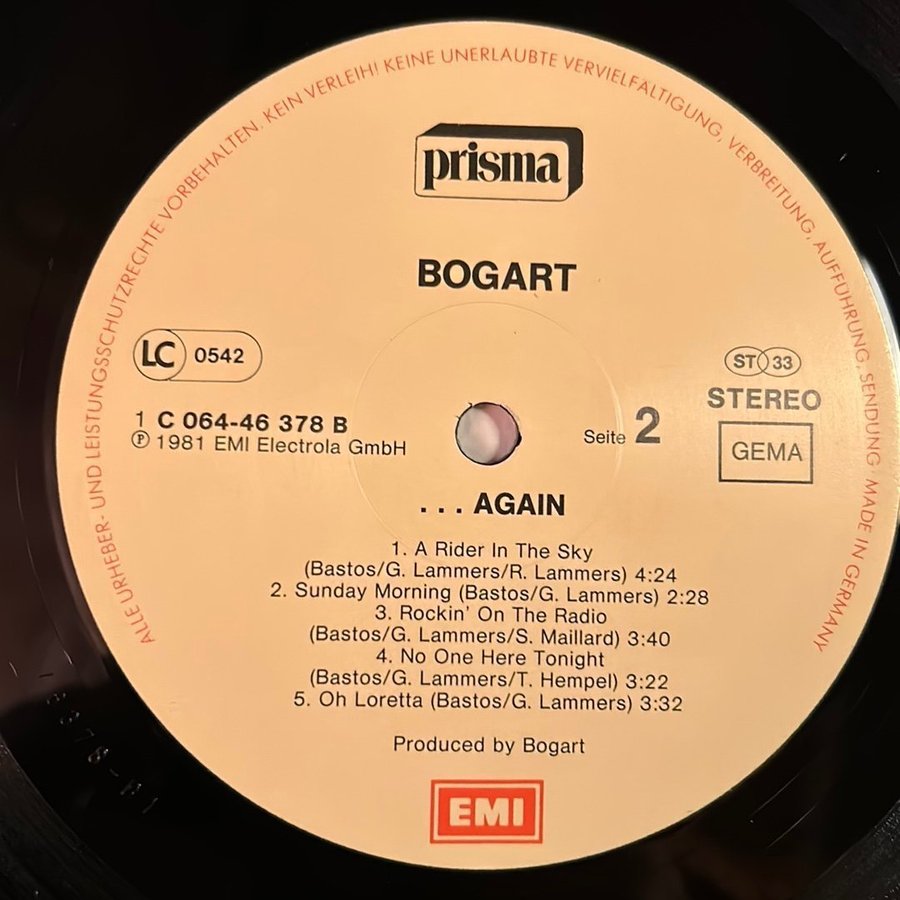 ALLE URHEBER- UND LEISTUNGSSCHUTZRECHTE VORBEHALTEN. KEIN VERLEIH! KEINE UNERLAUBTE VERVIELFÄLTIGUNG, VERBREITUNG, AUFFÜHRUNG, SENDUNG · MADE IN GERMANY
prisma
BOGART
LC 0542
ST 33
STEREO
1 C 064-46 378 B
℗ 1981 EMI Electrola GmbH
Seite 2
GEMA
. . . AGAIN
1. A Rider In The Sky
(Bastos/G. Lammers/R. Lammers) 4:24
2. Sunday Morning (Bastos/G. Lammers) 2:28
3. Rockin' On The Radio
(Bastos/G. Lammers/S. Maillard) 3:40
4. No One Here Tonight
(Bastos/G. Lammers/T. Hempel) 3:22
5. Oh Loretta (Bastos/G. Lammers) 3:32
Produced by Bogart
EMI